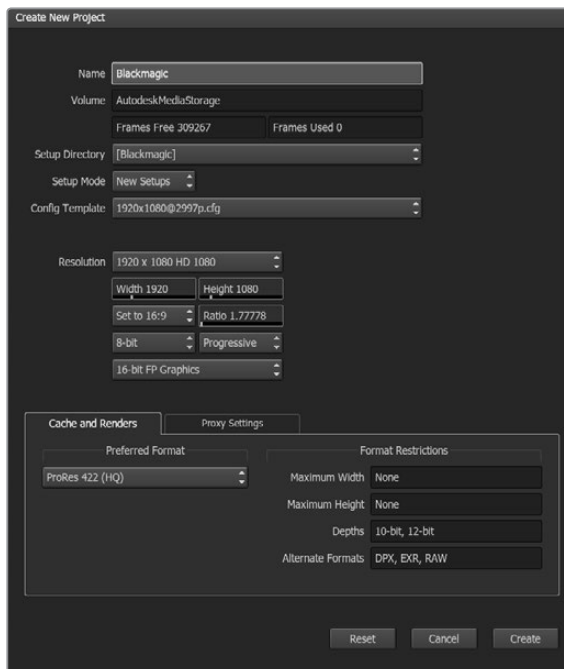 Create New Project
Name Blackmagic
Volume AutodeskMediaStorage
Frames Free 309267 Frames Used 0
Setup Directory [Blackmagic]
Setup Mode New Setups
Config Template 1920x1080@2997p.cfg
Resolution 1920 x 1080 HD 1080
Width 1920 Height 1080
Set to 16:9 Ratio 1.77778
8-bit Progressive
16-bit FP Graphics
Cache and Renders Proxy Settings
Preferred Format Format Restrictions
ProRes 422 (HQ) Maximum Width None
Maximum Height None
Depths 10-bit, 12-bit
Alternate Formats DPX, EXR, RAW
Reset Cancel Create